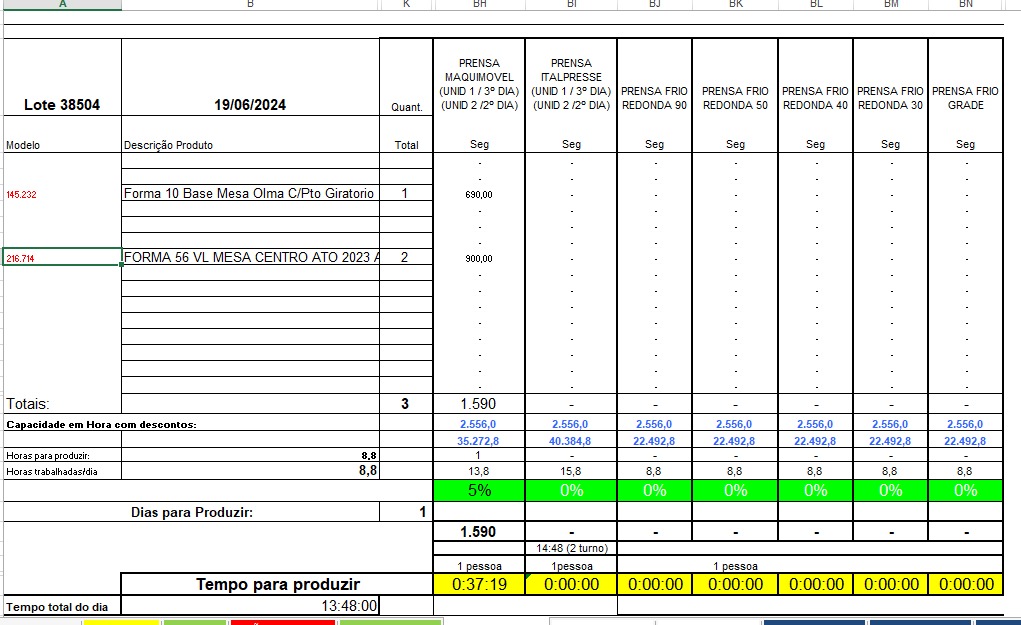 A B K BH BI BJ BK BL BM BN
Lote 38504 19/06/2024 Quant. PRENSA MAQUIMOVEL (UNID 1 / 3º DIA) (UNID 2 /2º DIA) PRENSA ITALPRESSE (UNID 1 / 3º DIA) (UNID 2 /2º DIA) PRENSA FRIO REDONDA 90 PRENSA FRIO REDONDA 50 PRENSA FRIO REDONDA 40 PRENSA FRIO REDONDA 30 PRENSA FRIO GRADE
Modelo Descrição Produto Total Seg Seg Seg Seg Seg Seg Seg
- - - - - - -
- - - - - - -
145.232 Forma 10 Base Mesa Olma C/Pto Giratorio 1 690,00 - - - - - -
- - - - - - -
- - - - - - -
- - - - - - -
216.714 FORMA 56 VL MESA CENTRO ATO 2023 A 2 900,00 - - - - - -
- - - - - - -
- - - - - - -
- - - - - - -
- - - - - - -
- - - - - - -
- - - - - - -
- - - - - - -
- - - - - - -
Totais: 3 1.590 - - - - - -
Capacidade em Hora com descontos: 2.556,0 2.556,0 2.556,0 2.556,0 2.556,0 2.556,0 2.556,0
35.272,8 40.384,8 22.492,8 22.492,8 22.492,8 22.492,8 22.492,8
Horas para produzir: 8,8 1 - - - - - -
Horas trabalhadas/dia 8,8 13,8 15,8 8,8 8,8 8,8 8,8 8,8
5% 0% 0% 0% 0% 0% 0%
Dias para Produzir: 1
1.590 - - - - - -
14:48 (2 turno)
1 pessoa 1pessoa 1 pessoa
Tempo para produzir 0:37:19 0:00:00 0:00:00 0:00:00 0:00:00 0:00:00 0:00:00
Tempo total do dia 13:48:00